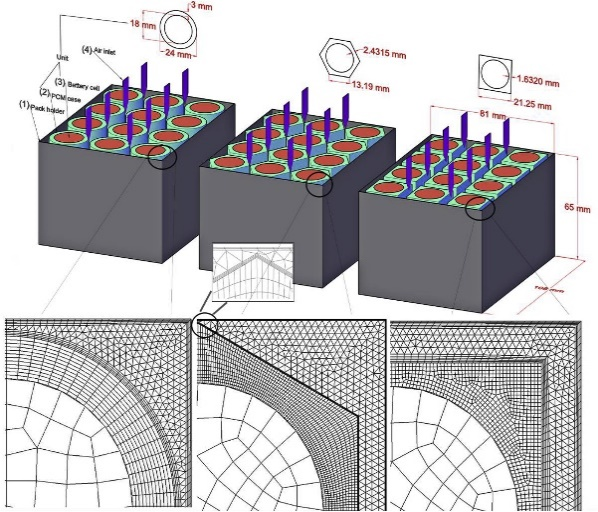 3 mm
18 mm
24 mm
Unit
(4) Air inlet
(3) Battery cell
(2) PCM case
(1) Pack holder
2.4315 mm
13.19 mm
1.6320 mm
21.25 mm
81 mm
65 mm